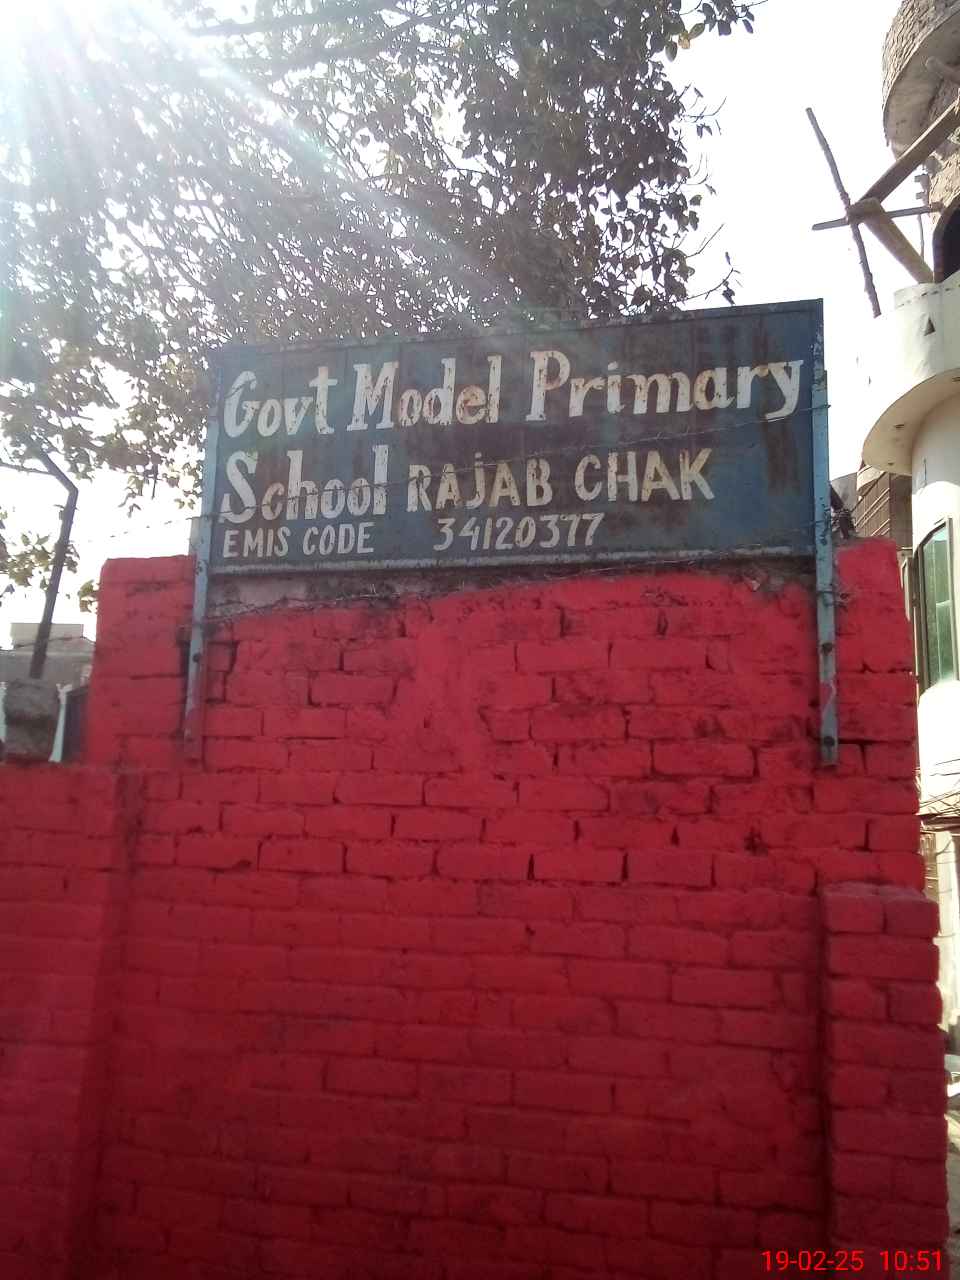 Govt Model Primary
School RAJAB CHAK
EMIS CODE 34120377
19-02-25 10:51